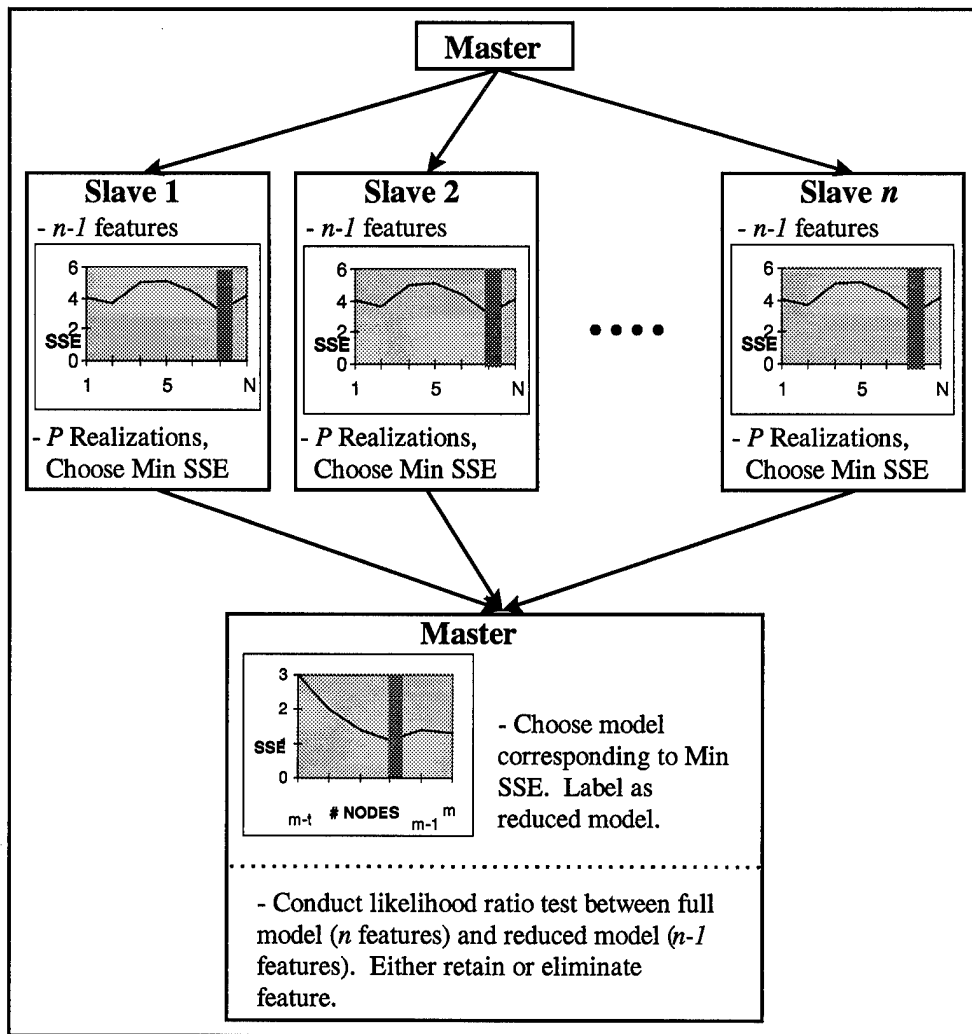 Master
Slave 1
- n-1 features
6
4
2
SSE
0
1 5 N
- P Realizations,
Choose Min SSE
Slave 2
- n-1 features
6
4
2
SSE
0
1 5 N
- P Realizations,
Choose Min SSE
Slave n
- n-1 features
6
4
2
SSE
0
1 5 N
- P Realizations,
Choose Min SSE
Master
3
2
1
SSE
0
m-t # NODES m-1 m
- Choose model
corresponding to Min
SSE. Label as
reduced model.
- Conduct likelihood ratio test between full
model (n features) and reduced model (n-1
features). Either retain or eliminate
feature.